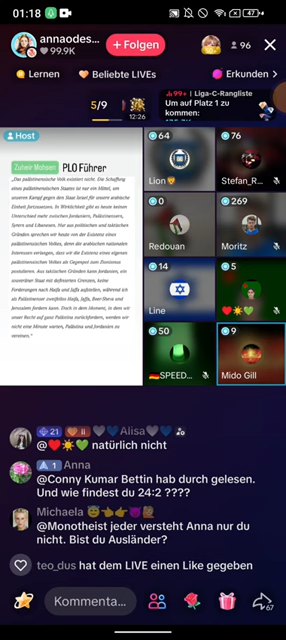 01:18
47
annaodes...
99.9K
+ Folgen
96
Lernen
Beliebte LIVEs
Erkunden
5/9
12:26
99+ Liga-C-Rangliste
Um auf Platz 1 zu
kommen:
Host
Zuheir Mohsen
PLO Führer
„Das palästinensische Volk existiert nicht. Die Schaffung
eines palästinensischen Staates ist nur ein Mittel, um
unseren Kampf gegen den Staat Israel für unsere arabische
Einheit fortzusetzen. In Wirklichkeit gibt es heute keinen
Unterschied mehr zwischen Jordaniern, Palästinensern,
Syrern und Libanesen. Nur aus politischen und taktischen
Gründen sprechen wir heute von der Existenz eines
palästinensischen Volkes, denn die arabischen nationalen
Interessen verlangen, dass wir die Existenz eines eigenen
palästinensischen Volkes als Gegenpol zum Zionismus
postulieren. Aus taktischen Gründen kann Jordanien, ein
souveräner Staat mit definierten Grenzen, keine
Forderungen nach Haifa und Jaffa aufstellen, während ich
als Palästinenser zweifellos Haifa, Jaffa, Beer-Sheva und
Jerusalem fordern kann. Doch in dem Moment, in dem wir
unser Recht auf ganz Palästina zurückfordern, werden wir
nicht eine Minute warten, Palästina und Jordanien zu
vereinen."
64
Lion
76
Stefan_R...
0
Redouan
269
Moritz
14
Line
5
50
SPEED...
9
Mido Gill
21 II Alisa
@ natürlich nicht
1 Anna
@Conny Kumar Bettin hab durch gelesen.
Und wie findest du 24:2 ????
Michaela
@Monotheist jeder versteht Anna nur du
nicht. Bist du Ausländer?
teo_dus hat dem LIVE einen Like gegeben
Kommenta...
67